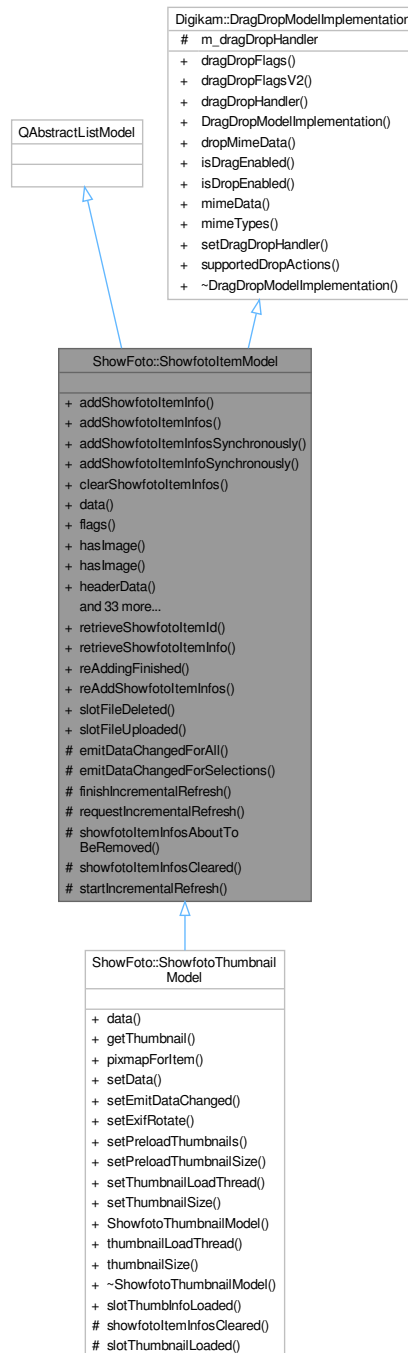 Digikam::DragDropModelImplementation
# m_dragDropHandler
+ dragDropFlags()
+ dragDropFlagsV2()
+ dragDropHandler()
+ DragDropModelImplementation()
+ dropMimeData()
+ isDragEnabled()
+ isDropEnabled()
+ mimeData()
+ mimeTypes()
+ setDragDropHandler()
+ supportedDropActions()
+ ~DragDropModelImplementation()
QAbstractListModel
ShowFoto::ShowfotoItemModel
+ addShowfotoItemInfo()
+ addShowfotoItemInfos()
+ addShowfotoItemInfosSynchronously()
+ addShowfotoItemInfoSynchronously()
+ clearShowfotoItemInfos()
+ data()
+ flags()
+ hasImage()
+ hasImage()
+ headerData()
and 33 more...
+ retrieveShowfotoItemId()
+ retrieveShowfotoItemInfo()
+ reAddingFinished()
+ reAddShowfotoItemInfos()
+ slotFileDeleted()
+ slotFileUploaded()
# emitDataChangedForAll()
# emitDataChangedForSelections()
# finishIncrementalRefresh()
# requestIncrementalRefresh()
# showfotoItemInfosAboutTo
BeRemoved()
# showfotoItemInfosCleared()
# startIncrementalRefresh()
ShowFoto::ShowfotoThumbnail
Model
+ data()
+ getThumbnail()
+ pixmapForItem()
+ setData()
+ setEmitDataChanged()
+ setExifRotate()
+ setPreloadThumbnails()
+ setPreloadThumbnailSize()
+ setThumbnailLoadThread()
+ setThumbnailSize()
+ ShowfotoThumbnailModel()
+ thumbnailLoadThread()
+ thumbnailSize()
+ ~ShowfotoThumbnailModel()
+ slotThumbInfoLoaded()
# showfotoItemInfosCleared()
# slotThumbnailLoaded()